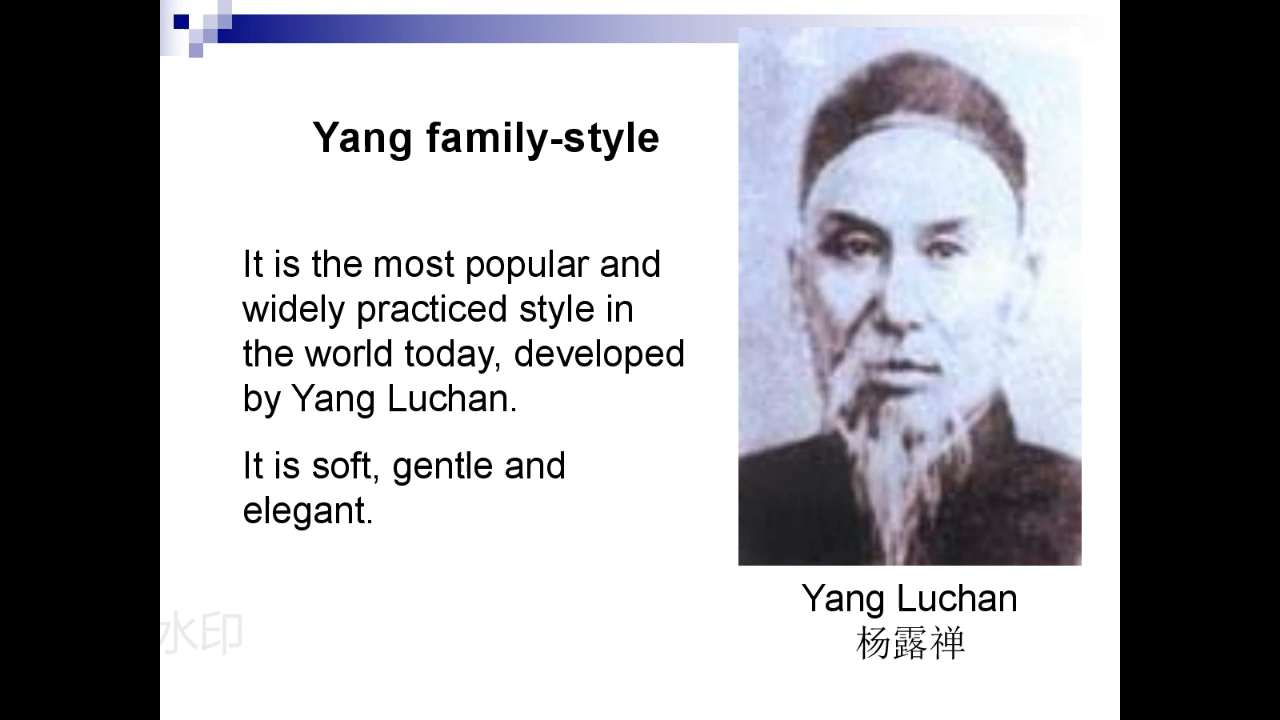 Yang family-style
It is the most popular and
widely practiced style in
the world today, developed
by Yang Luchan.
It is soft, gentle and
elegant.
Yang Luchan
杨露禅
水印